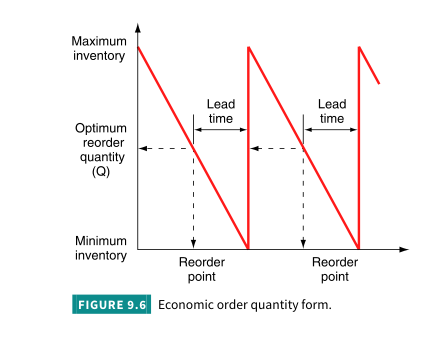 Maximum
inventory
Lead
time
Lead
time
Optimum
reorder
quantity
(Q)
Minimum
inventory
Reorder
point
Reorder
point
FIGURE 9.6 Economic order quantity form.